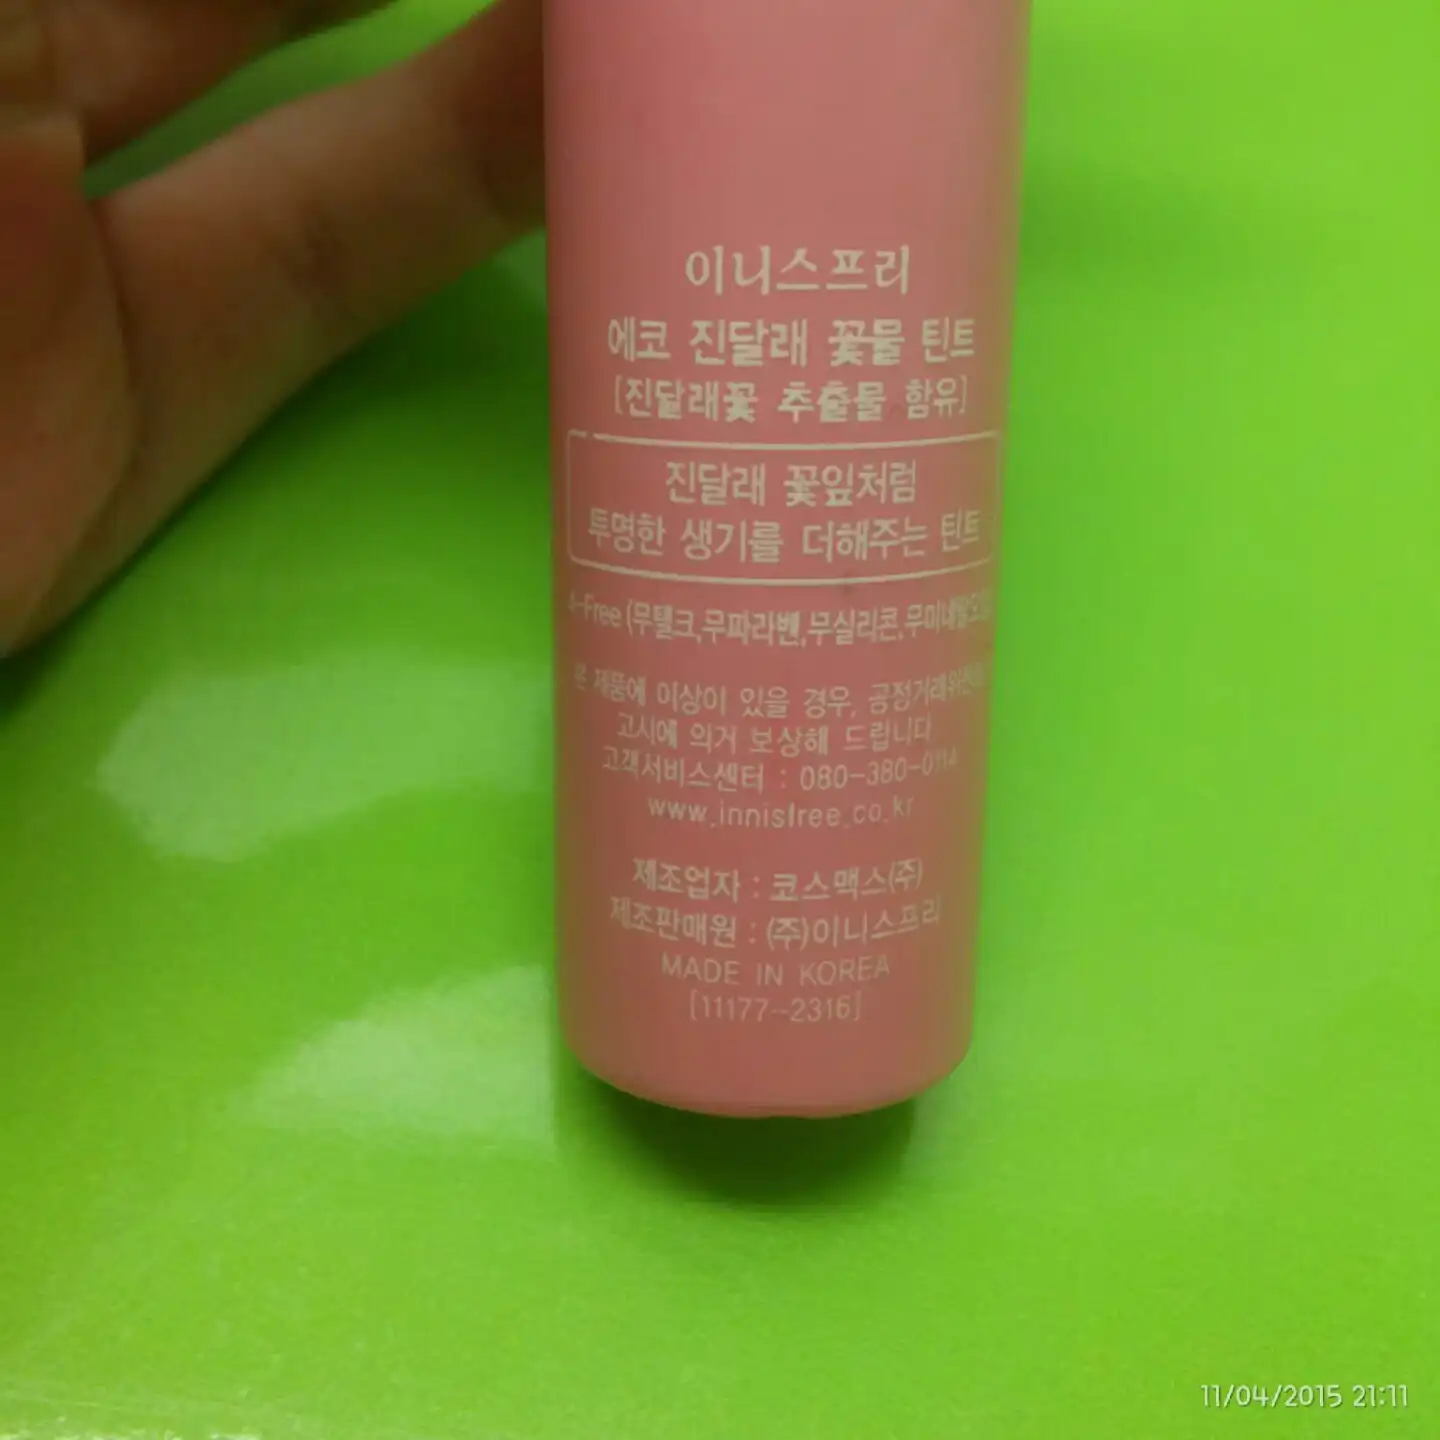 이니스프리
에코 진달래 꽃물 틴트
[진달래꽃 추출물 함유]
진달래 꽃잎처럼
투명한 생기를 더해주는 틴트
-Free (무탤크,무파라벤,무실리콘,무미네랄오일
본 제품에 이상이 있을 경우, 공정거래위원회
고시에 의거 보상해 드립니다
고객서비스센터 : 080-380-0114
www.innisfree.co.kr
제조업자 : 코스맥스(주)
제조판매원 : (주)이니스프리
MADE IN KOREA
[11177-2316]
11/04/2015 21:11